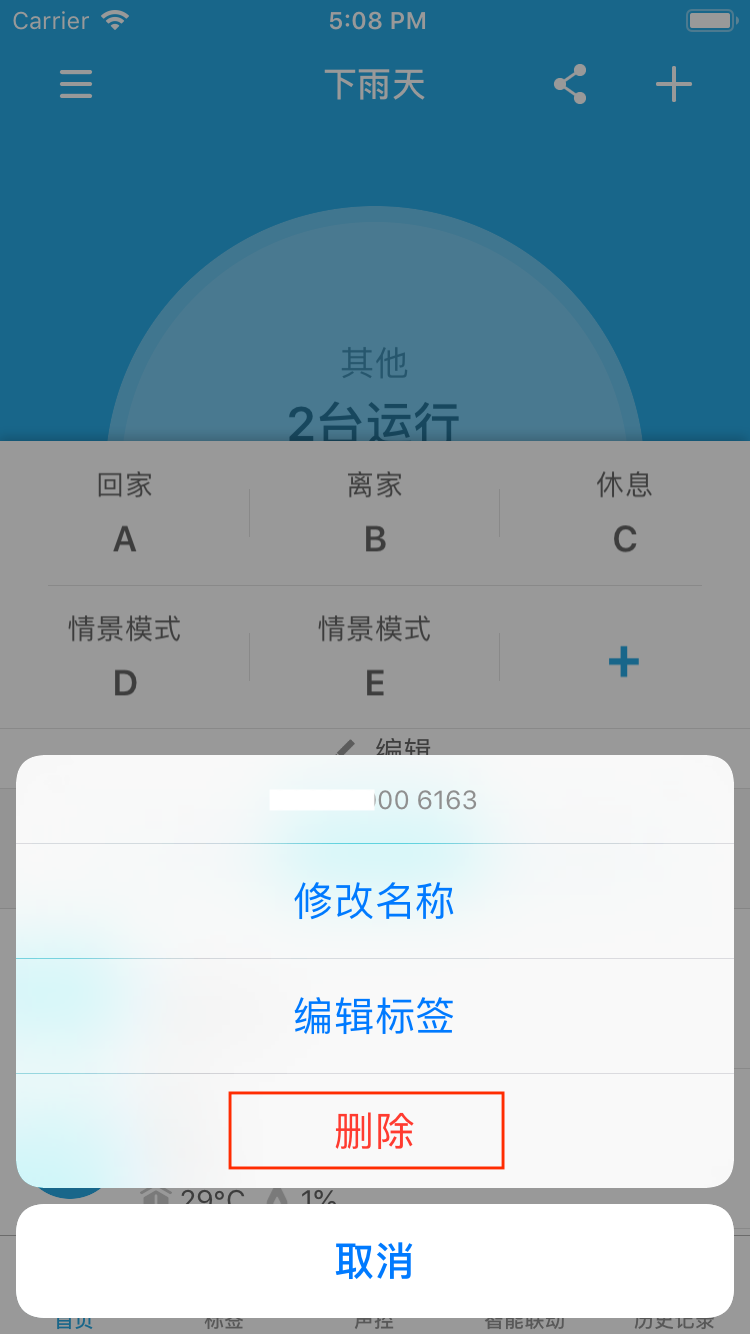 Carrier 5:08 PM
下雨天
其他
2台运行
回家 离家 休息
A B C
情景模式 情景模式
D E
编辑
00 6163
修改名称
编辑标签
删除
29°C 1%
取消
首页 标签 声控 智能联动 历史记录